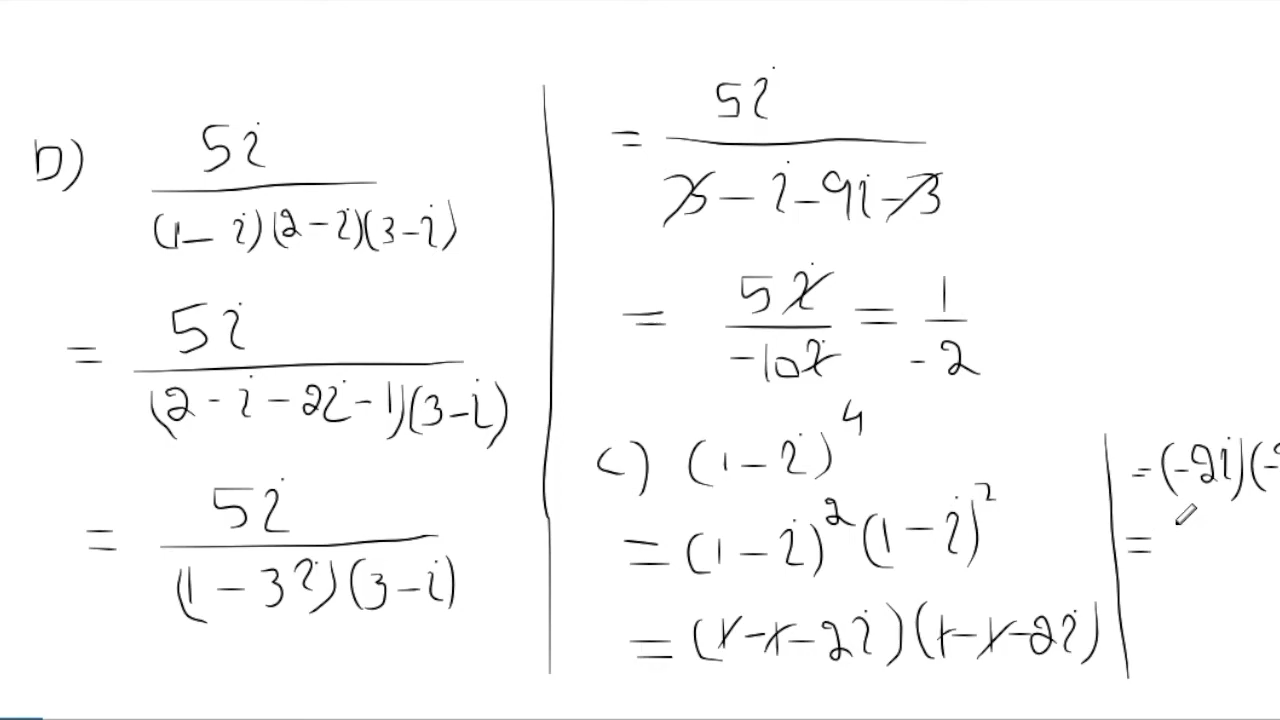 D) 5i / (1 - i)(2 - i)(3 - i)
= 5i / (2 - i - 2i - 1)(3 - i)
= 5i / (1 - 3i)(3 - i)
= 5i / 3 - i - 9i - 3
= 5i / -10i = 1 / -2
C) (1 - i)^4
= (1 - i)^2 (1 - i)^2
= (1 - 1 - 2i)(1 - 1 - 2i)
= (-2i)(-
=